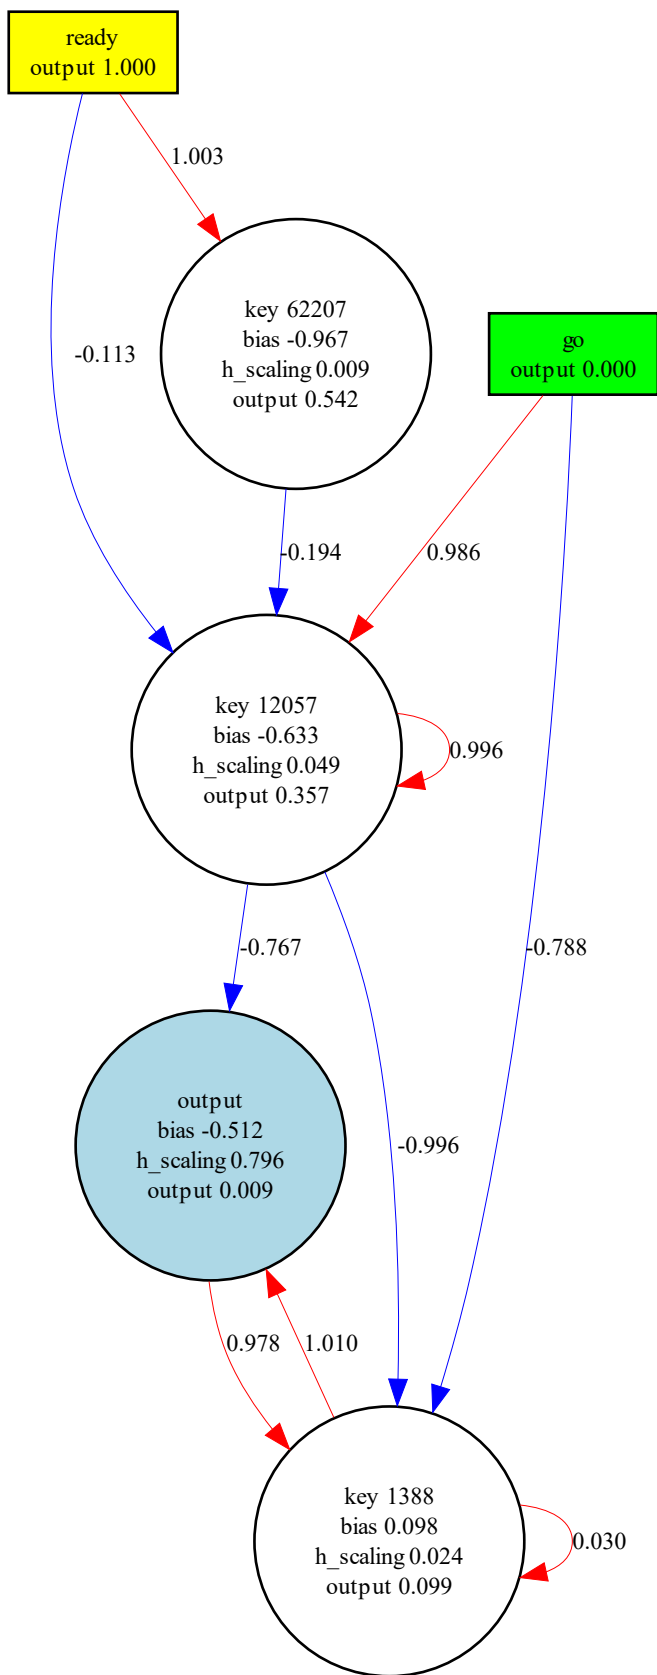 ready
output 1.000
1.003
-0.113
key 62207
bias -0.967
h_scaling 0.009
output 0.542
go
output 0.000
-0.194
0.986
key 12057
bias -0.633
h_scaling 0.049
output 0.357
0.996
-0.767
-0.788
output
bias -0.512
h_scaling 0.796
output 0.009
-0.996
0.978
1.010
key 1388
bias 0.098
h_scaling 0.024
output 0.099
0.030